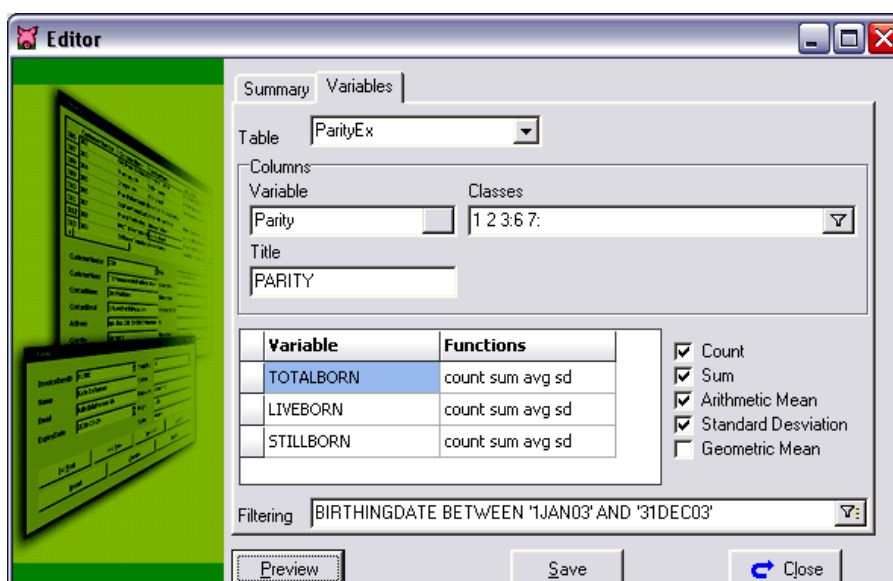 Editor
Summary Variables
Table ParityEx
Columns
Variable Classes
Parity 1 2 3:6 7:
Title
PARITY
Variable Functions
TOTALBORN count sum avg sd
LIVEBORN count sum avg sd
STILLBORN count sum avg sd
Count
Sum
Arithmetic Mean
Standard Desviation
Geometric Mean
Filtering BIRTHINGDATE BETWEEN '1JAN03' AND '31DEC03'
Preview Save Close